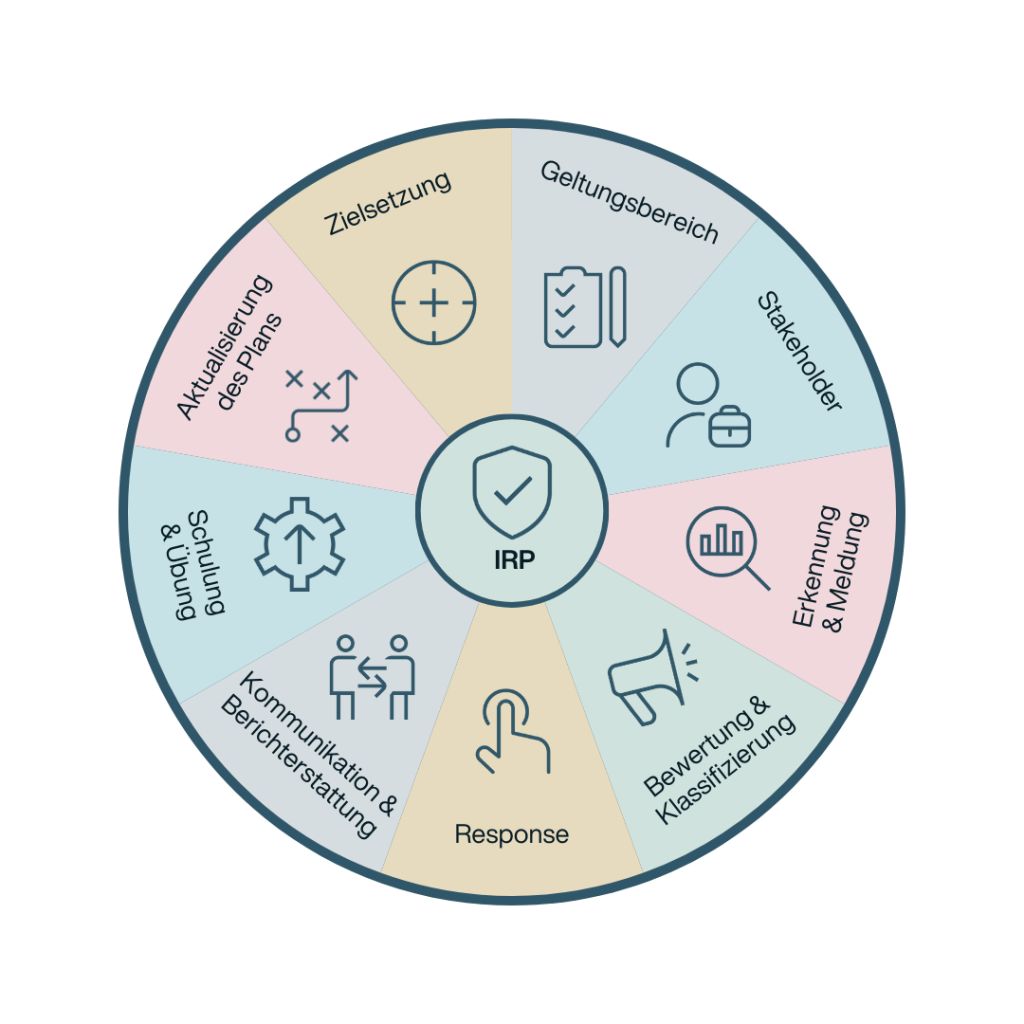 Zielsetzung
Geltungsbereich
Stakeholder
Erkennung
& Meldung
Bewertung &
Klassifizierung
Response
Kommunikation &
Berichterstattung
Schulung
& Übung
Aktualisierung
des Plans
IRP